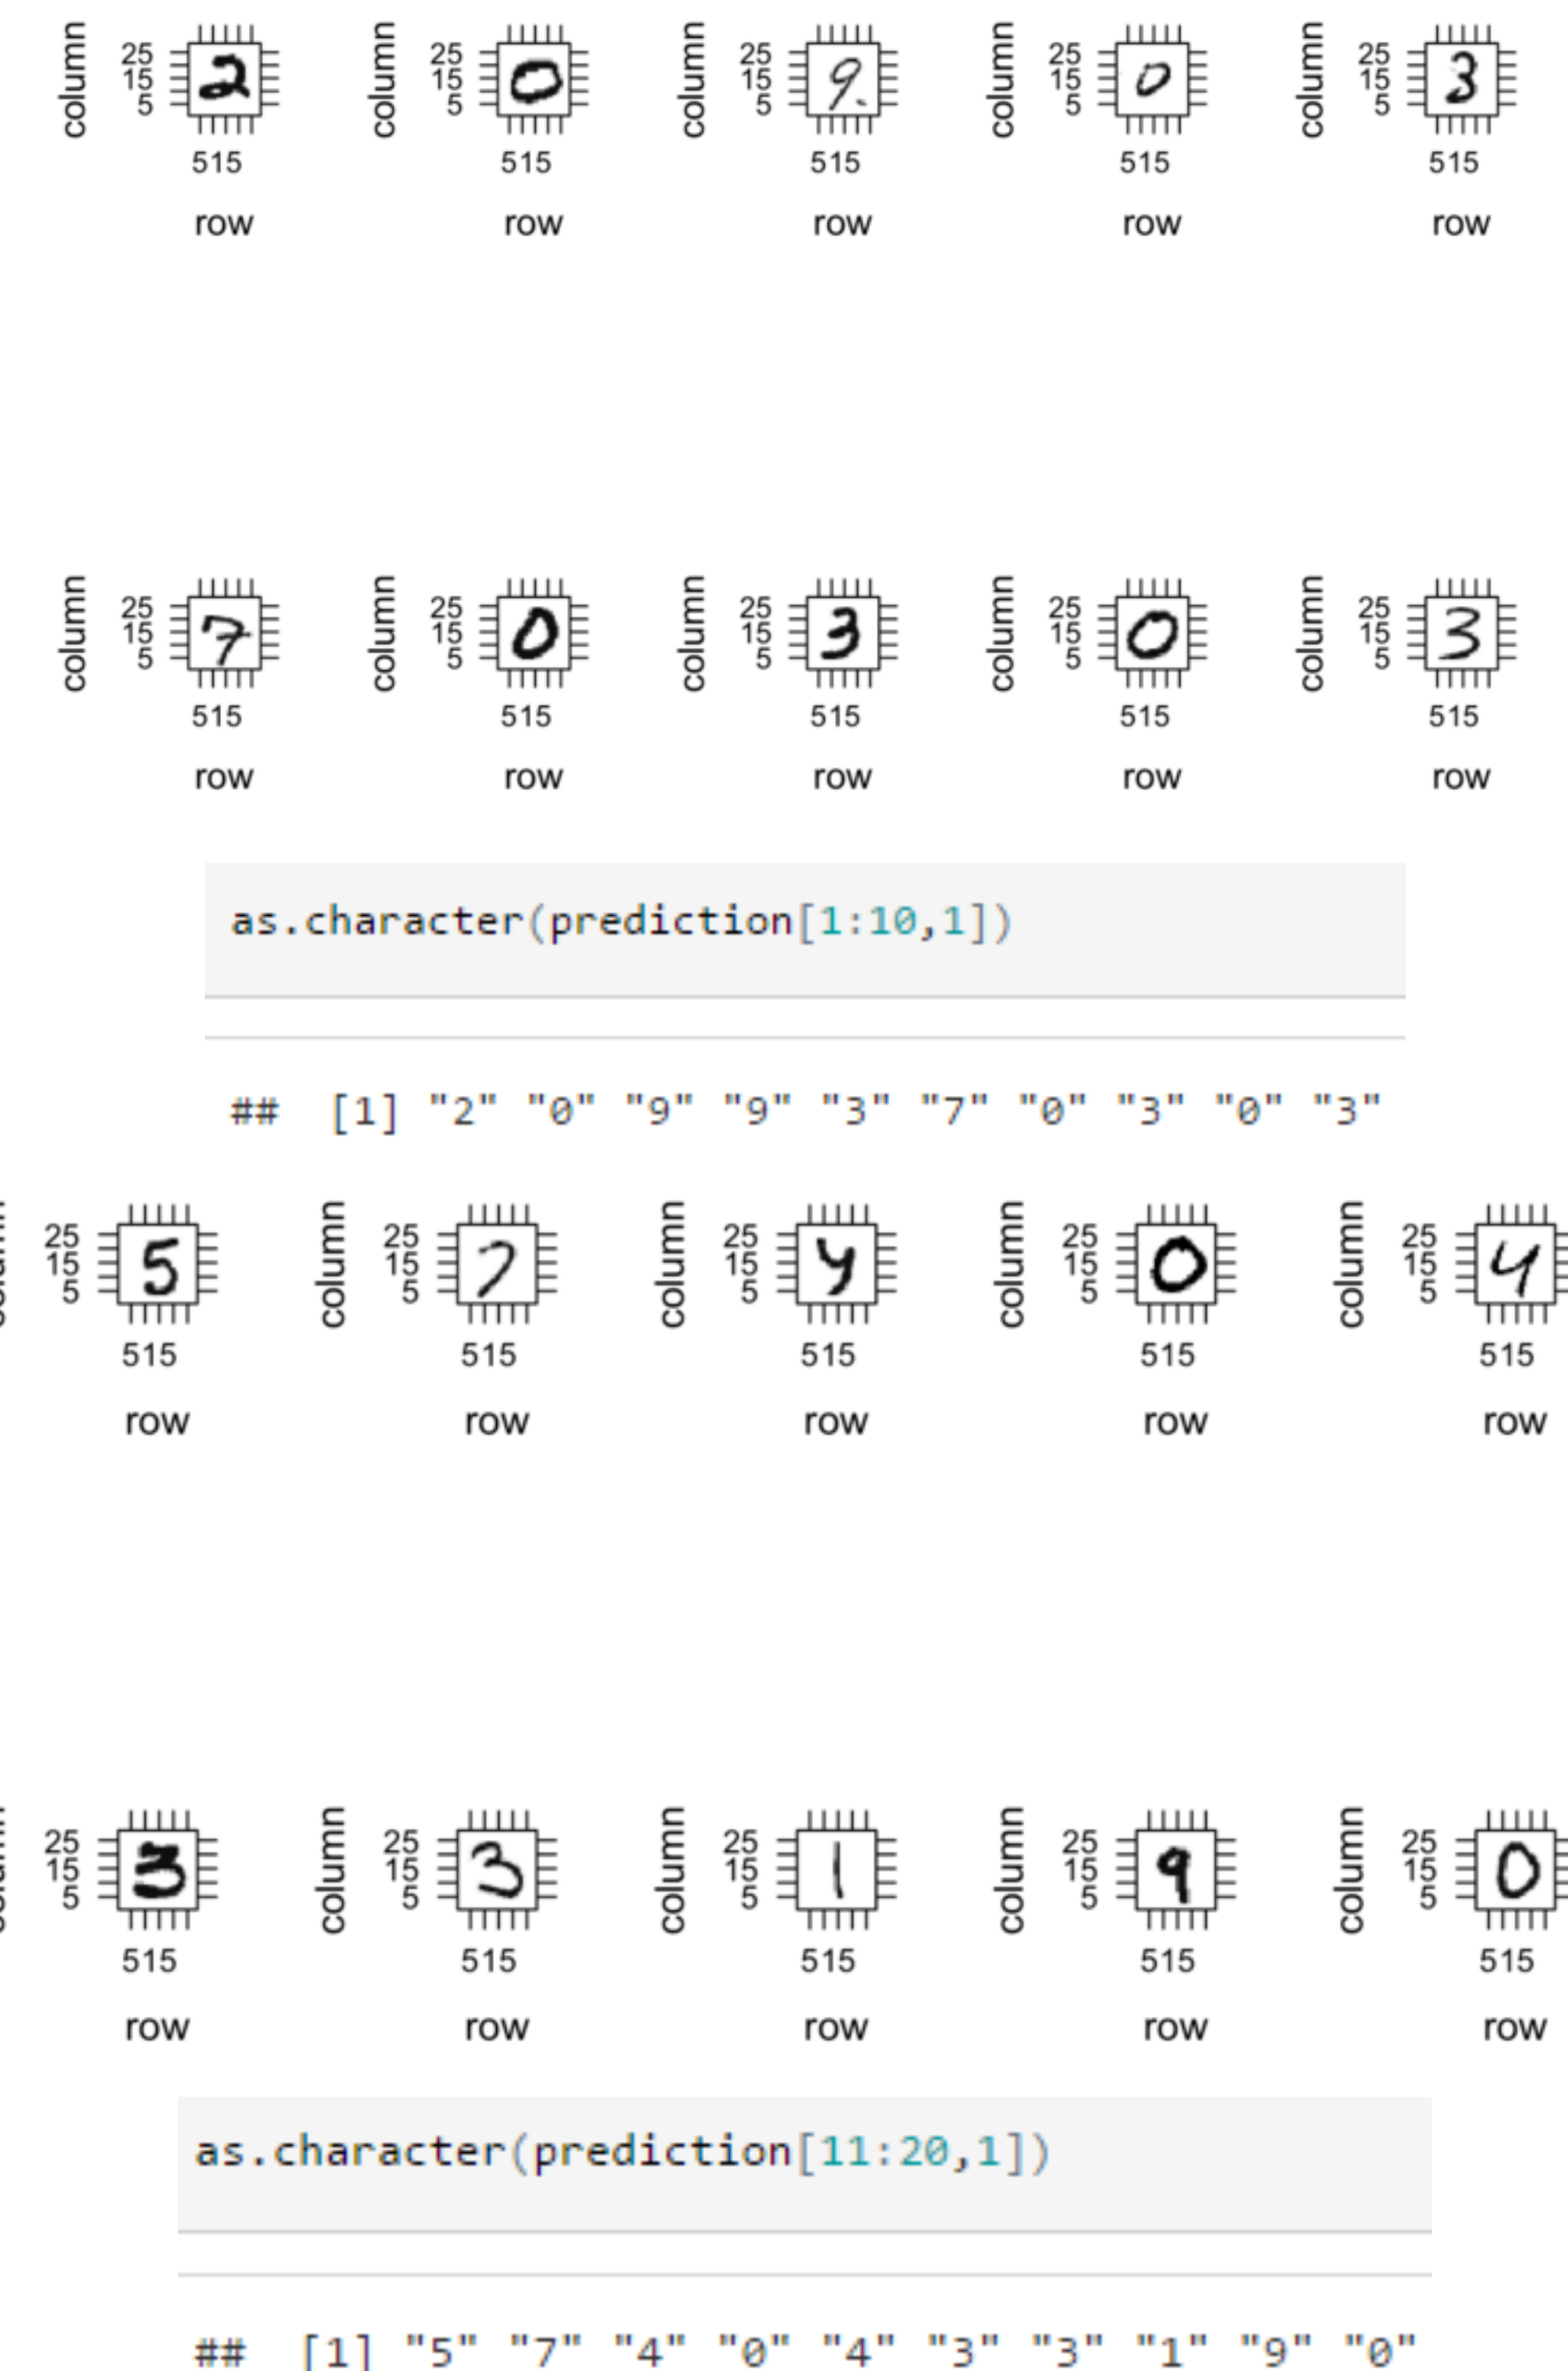 column 25 15 5 2 column 25 15 5 0 column 25 15 5 9. column 25 15 5 0 column 25 15 5 3
515 515 515 515 515
row row row row row
column 25 15 5 7 column 25 15 5 0 column 25 15 5 3 column 25 15 5 0 column 25 15 5 3
515 515 515 515 515
row row row row row
as.character(prediction[1:10,1])
## [1] "2" "0" "9" "9" "3" "7" "0" "3" "0" "3"
25 15 5 5 column 25 15 5 7 column 25 15 5 4 column 25 15 5 0 column 25 15 5 4
515 515 515 515 515
row row row row row
25 15 5 3 column 25 15 5 3 column 25 15 5 1 column 25 15 5 9 column 25 15 5 0
515 515 515 515 515
row row row row row
as.character(prediction[11:20,1])
## [1] "5" "7" "4" "0" "4" "3" "3" "1" "9" "0"